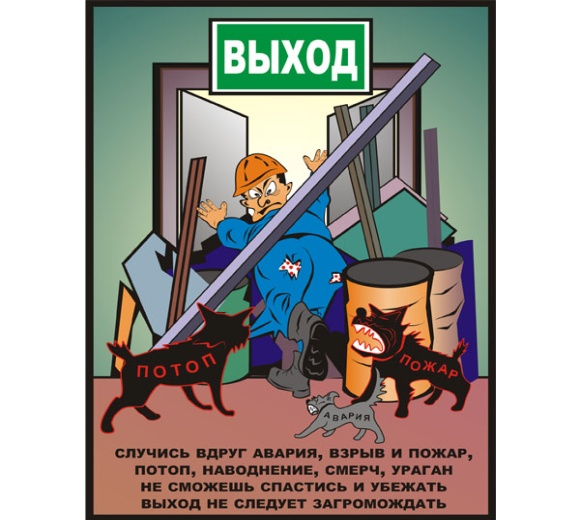 ВЫХОД
ПОТОП
ПОЖАР
АВАРИЯ
СЛУЧИСЬ ВДРУГ АВАРИЯ, ВЗРЫВ И ПОЖАР,
ПОТОП, НАВОДНЕНИЕ, СМЕРЧ, УРАГАН
НЕ СМОЖЕШЬ СПАСТИСЬ И УБЕЖАТЬ
ВЫХОД НЕ СЛЕДУЕТ ЗАГРОМОЖДАТЬ